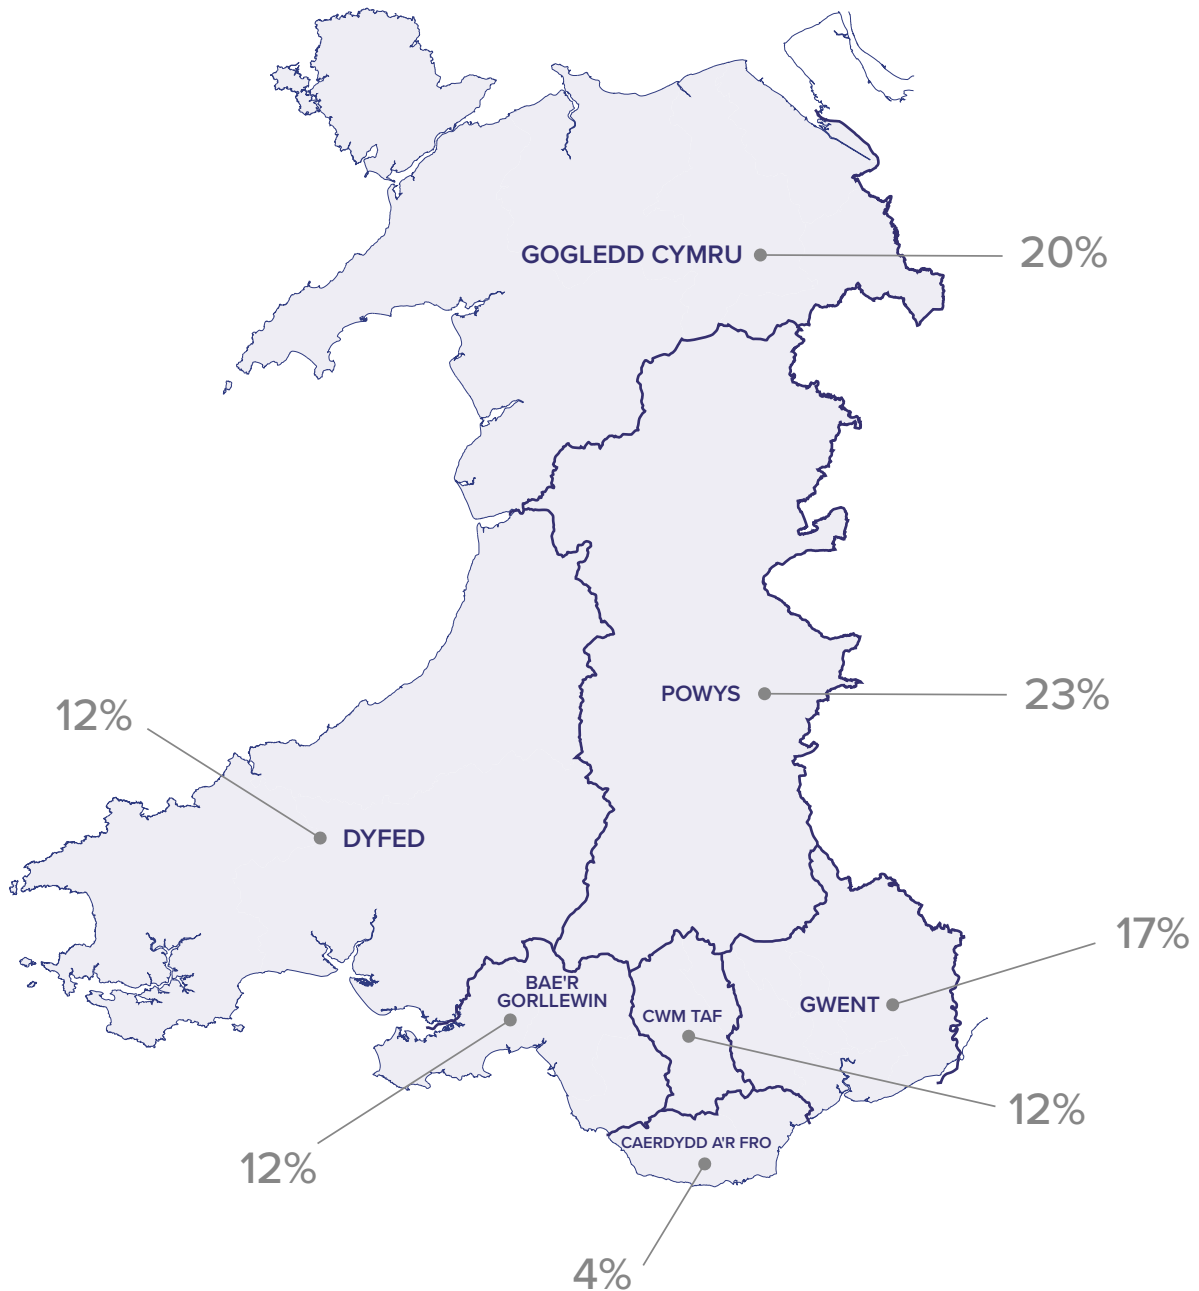 GOGLEDD CYMRU
20%
POWYS
23%
12%
DYFED
17%
BAE'R
GORLLEWIN
GWENT
CWM TAF
12%
CAERDYDD A'R FRO
12%
4%